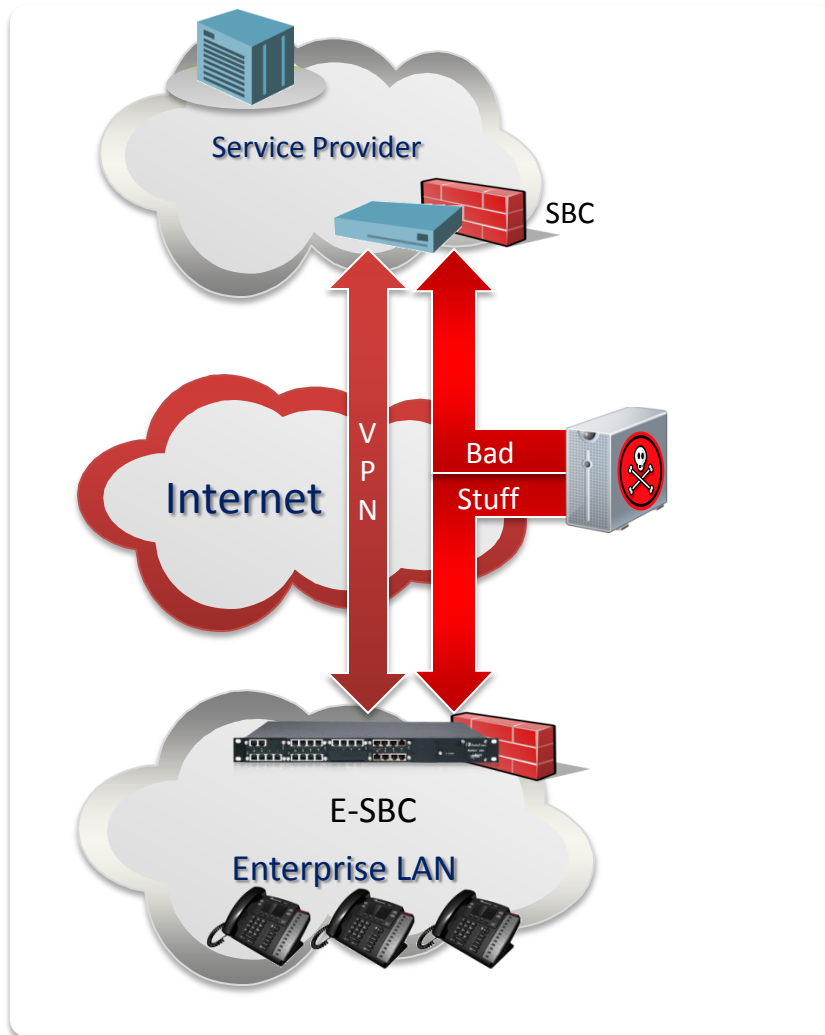 Service Provider
SBC
V
P
N
Bad
Stuff
Internet
E-SBC
Enterprise LAN